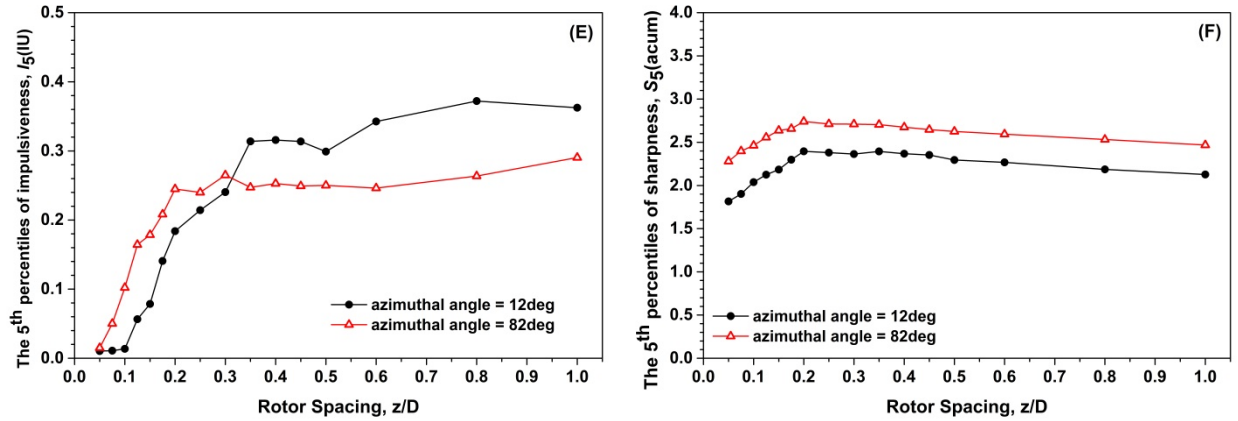 (E)
The 5th percentiles of impulsiveness, I5(IU)
0.5
0.4
0.3
0.2
0.1
0.0
azimuthal angle = 12deg
azimuthal angle = 82deg
0.0 0.1 0.2 0.3 0.4 0.5 0.6 0.7 0.8 0.9 1.0
Rotor Spacing, z/D
(F)
The 5th percentiles of sharpness, S5(acum)
4.0
3.5
3.0
2.5
2.0
1.5
1.0
0.5
0.0
azimuthal angle = 12deg
azimuthal angle = 82deg
0.0 0.1 0.2 0.3 0.4 0.5 0.6 0.7 0.8 0.9 1.0
Rotor Spacing, z/D